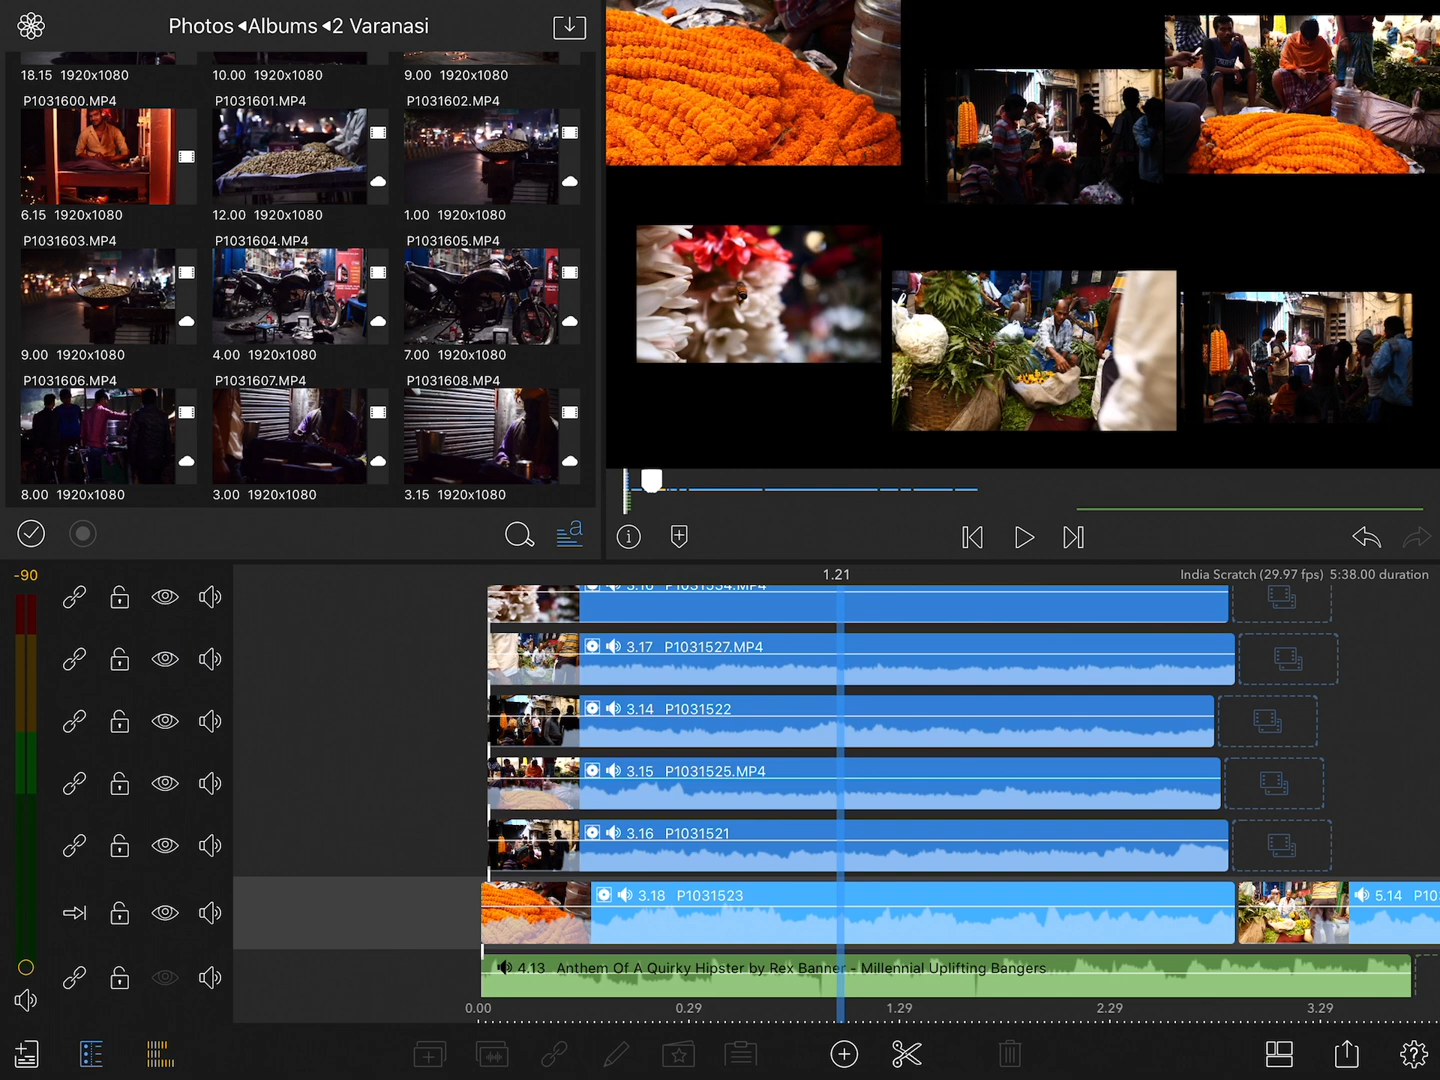 Photos ◂Albums ◂2 Varanasi
18.15 1920x1080
10.00 1920x1080
9.00 1920x1080
P1031600.MP4
P1031601.MP4
P1031602.MP4
6.15 1920x1080
12.00 1920x1080
1.00 1920x1080
P1031603.MP4
P1031604.MP4
P1031605.MP4
9.00 1920x1080
4.00 1920x1080
7.00 1920x1080
P1031606.MP4
P1031607.MP4
P1031608.MP4
8.00 1920x1080
3.00 1920x1080
3.15 1920x1080
a
-90
1.21
India Scratch (29.97 fps) 5:38.00 duration
3.17 P1031527.MP4
3.14 P1031522
3.15 P1031525.MP4
3.16 P1031521
3.18 P1031523
5.14 P10
4.13 Anthem Of A Quirky Hipster by Rex Banner - Millennial Uplifting Bangers
0.00
0.29
1.29
2.29
3.29